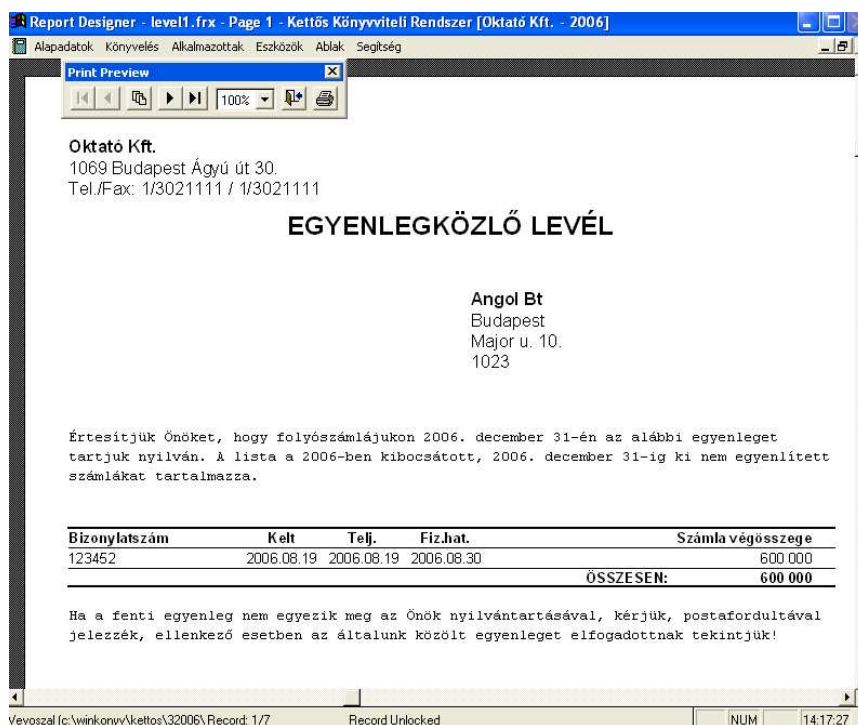 Report Designer - level1.frx - Page 1 - Kettős Könyvviteli Rendszer [Oktató Kft. - 2006]
Alapadatok Könyvelés Alkalmazottak Eszközök Ablak Segítség
Print Preview
100%
Oktató Kft.
1069 Budapest Ágyú út 30.
Tel./Fax: 1/3021111 / 1/3021111
EGYENLEGKÖZLŐ LEVÉL
Angol Bt
Budapest
Major u. 10.
1023
Értesítjük Önöket, hogy folyószámlájukon 2006. december 31-én az alábbi egyenleget
tartjuk nyilván. A lista a 2006-ben kibocsátott, 2006. december 31-ig ki nem egyenlített
számlákat tartalmazza.
Bizonylatszám Kelt Telj. Fiz.hat. Számla végösszege
123452 2006.08.19 2006.08.19 2006.08.30 600 000
ÖSSZESEN: 600 000
Ha a fenti egyenleg nem egyezik meg az Önök nyilvántartásával, kérjük, postafordultával
jelezzék, ellenkező esetben az általunk közölt egyenleget elfogadottnak tekintjük!
Vevoszal (c:\winkonyv\kettos\32006\ Record: 1/7 Record Unlocked NUM 14:17:27